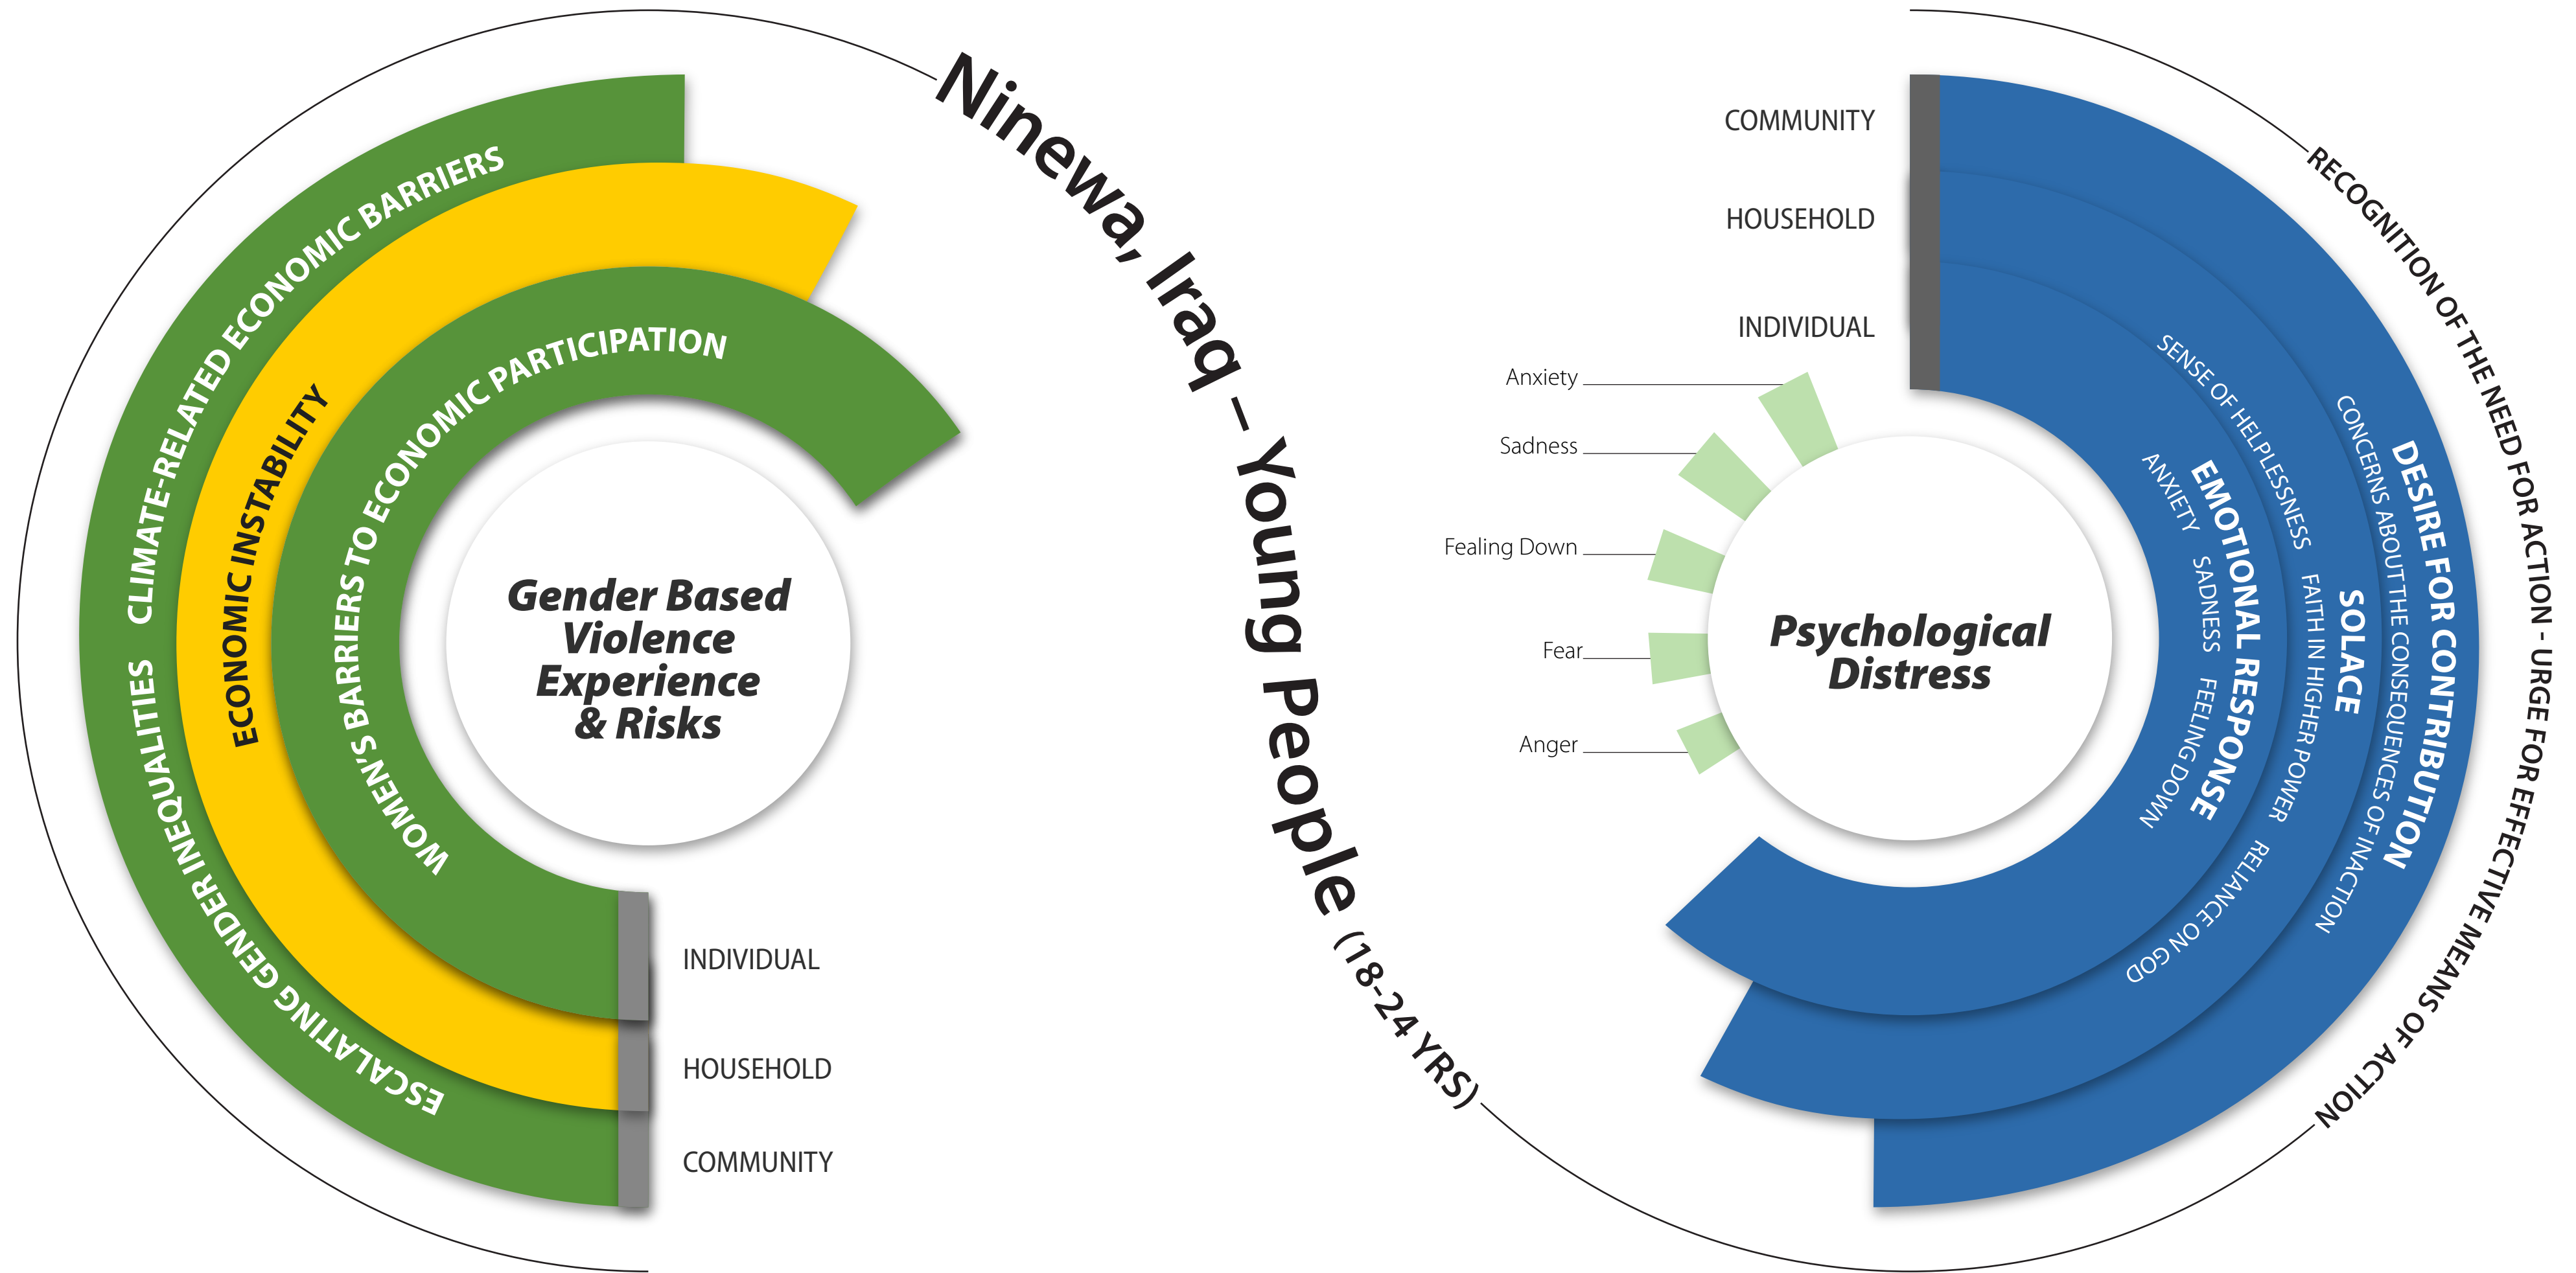 Ninewa, Iraq – Young People (18-24 YRS)
CLIMATE-RELATED ECONOMIC BARRIERS
ESCALATING GENDER INEQUALITIES
ECONOMIC INSTABILITY
WOMEN'S BARRIERS TO ECONOMIC PARTICIPATION
Gender Based
Violence
Experience
& Risks
INDIVIDUAL
HOUSEHOLD
COMMUNITY
COMMUNITY
HOUSEHOLD
INDIVIDUAL
Anxiety
Sadness
Fealing Down
Fear
Anger
Psychological
Distress
EMOTIONAL RESPONSE
ANXIETY SADNESS FEELING DOWN
SOLACE
SENSE OF HELPLESSNESS FAITH IN HIGHER POWER RELIANCE ON GOD
DESIRE FOR CONTRIBUTION
CONCERNS ABOUT THE CONSEQUENCES OF INACTION
RECOGNITION OF THE NEED FOR ACTION - URGE FOR EFFECTIVE MEANS OF ACTION